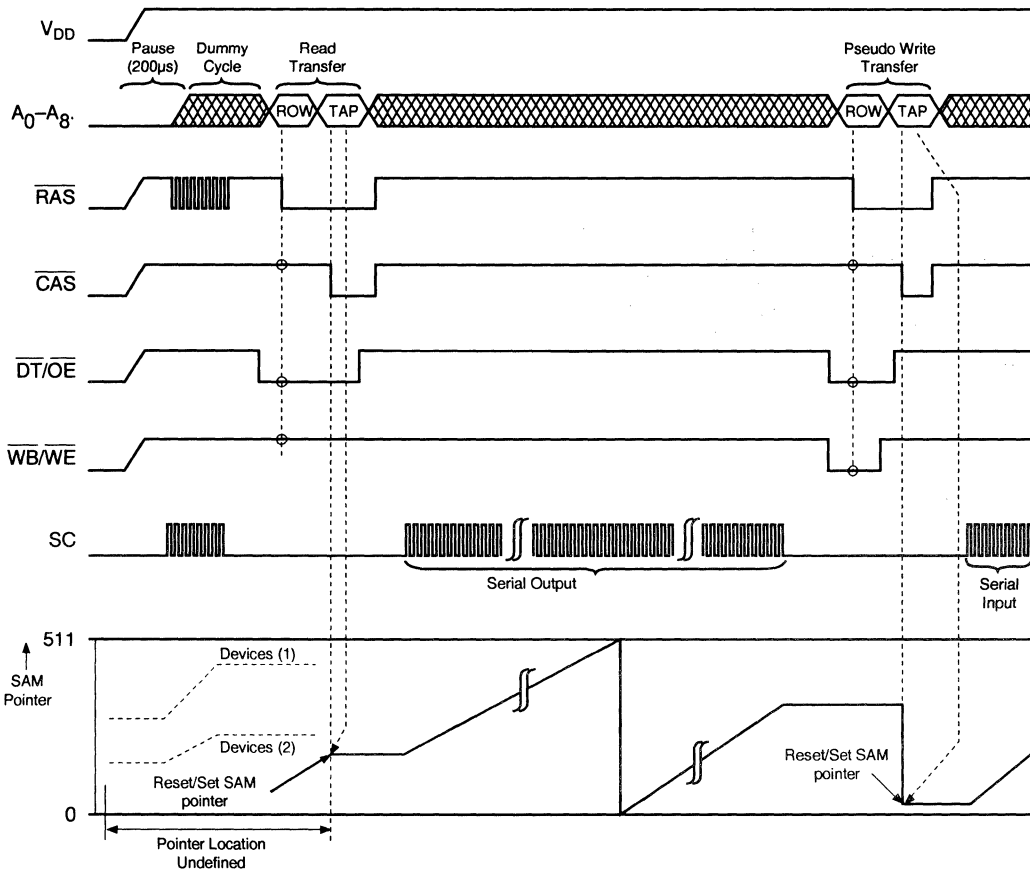 VDD
Pause
(200µs)
Dummy
Cycle
Read
Transfer
Pseudo Write
Transfer
A0–A8.
ROW
TAP
ROW
TAP
RAS
CAS
DT/OE
WB/WE
SC
Serial Output
Serial
Input
511
SAM
Pointer
Devices (1)
Devices (2)
Reset/Set SAM
pointer
Reset/Set SAM
pointer
0
Pointer Location
Undefined